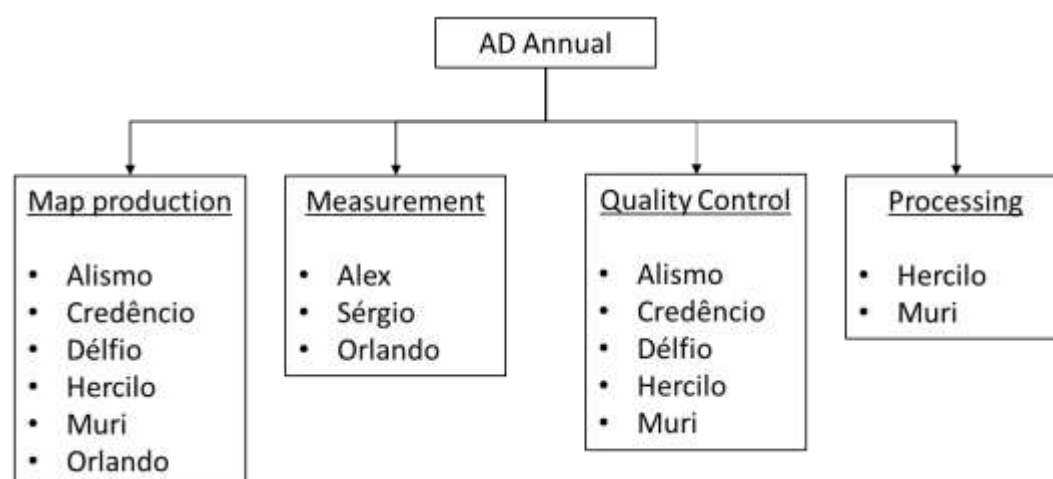 AD Annual
Map production
• Alismo
• Credêncio
• Délfio
• Hercilo
• Muri
• Orlando
Measurement
• Alex
• Sérgio
• Orlando
Quality Control
• Alismo
• Credêncio
• Délfio
• Hercilo
• Muri
Processing
• Hercilo
• Muri